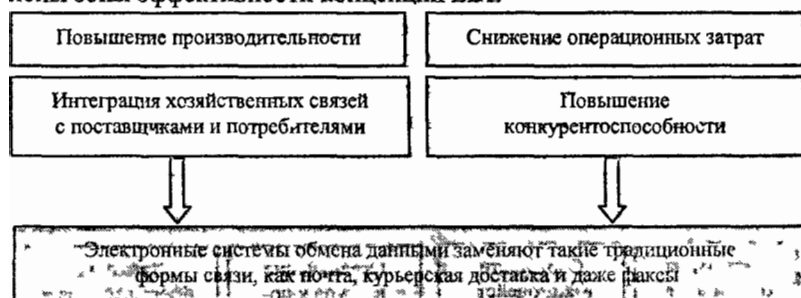 Повышение производительности
Снижение операционных затрат
Интеграция хозяйственных связей
с поставщиками и потребителями
Повышение
конкурентоспособности
Электронные системы обмена данными заменяют такие традиционные
формы связи, как почта, курьерская доставка и даже факсы